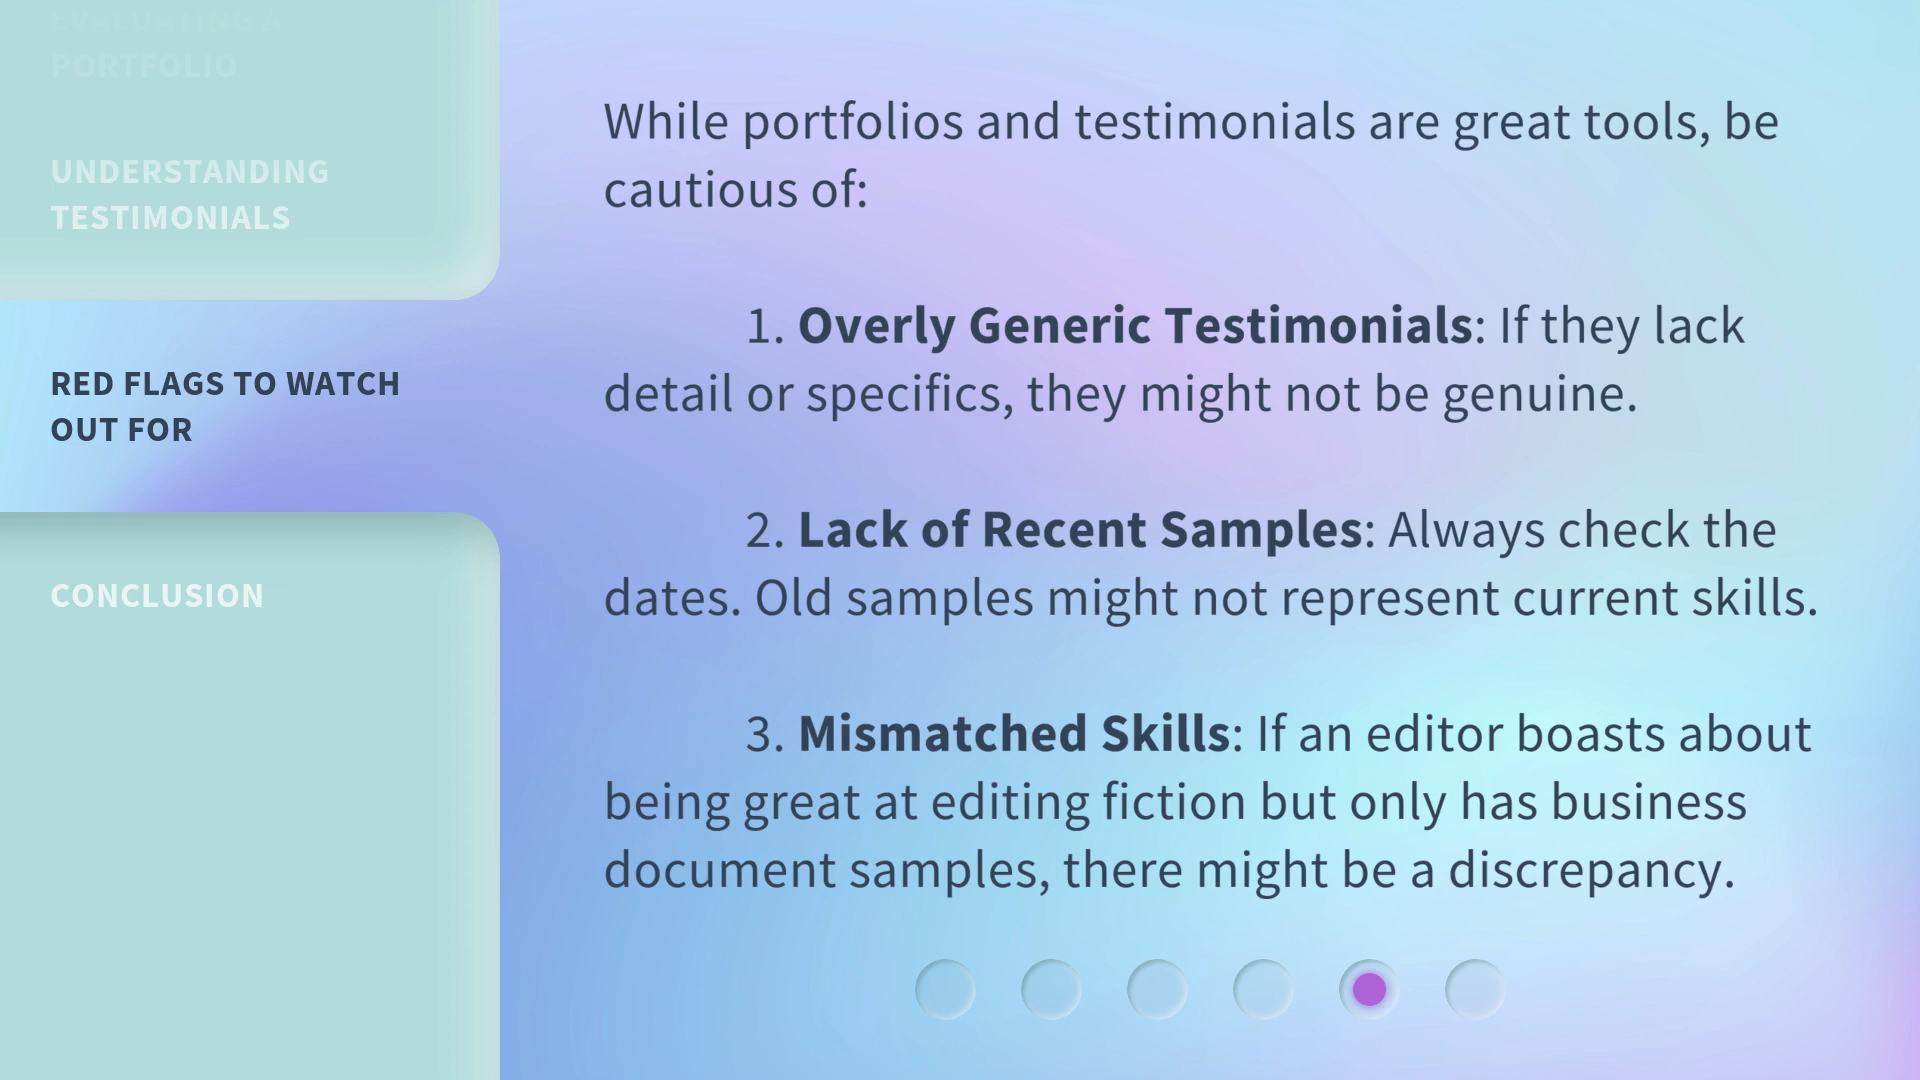 EVALUATING A
PORTFOLIO
UNDERSTANDING
TESTIMONIALS
RED FLAGS TO WATCH
OUT FOR
CONCLUSION
While portfolios and testimonials are great tools, be
cautious of:
1. Overly Generic Testimonials: If they lack
detail or specifics, they might not be genuine.
2. Lack of Recent Samples: Always check the
dates. Old samples might not represent current skills.
3. Mismatched Skills: If an editor boasts about
being great at editing fiction but only has business
document samples, there might be a discrepancy.